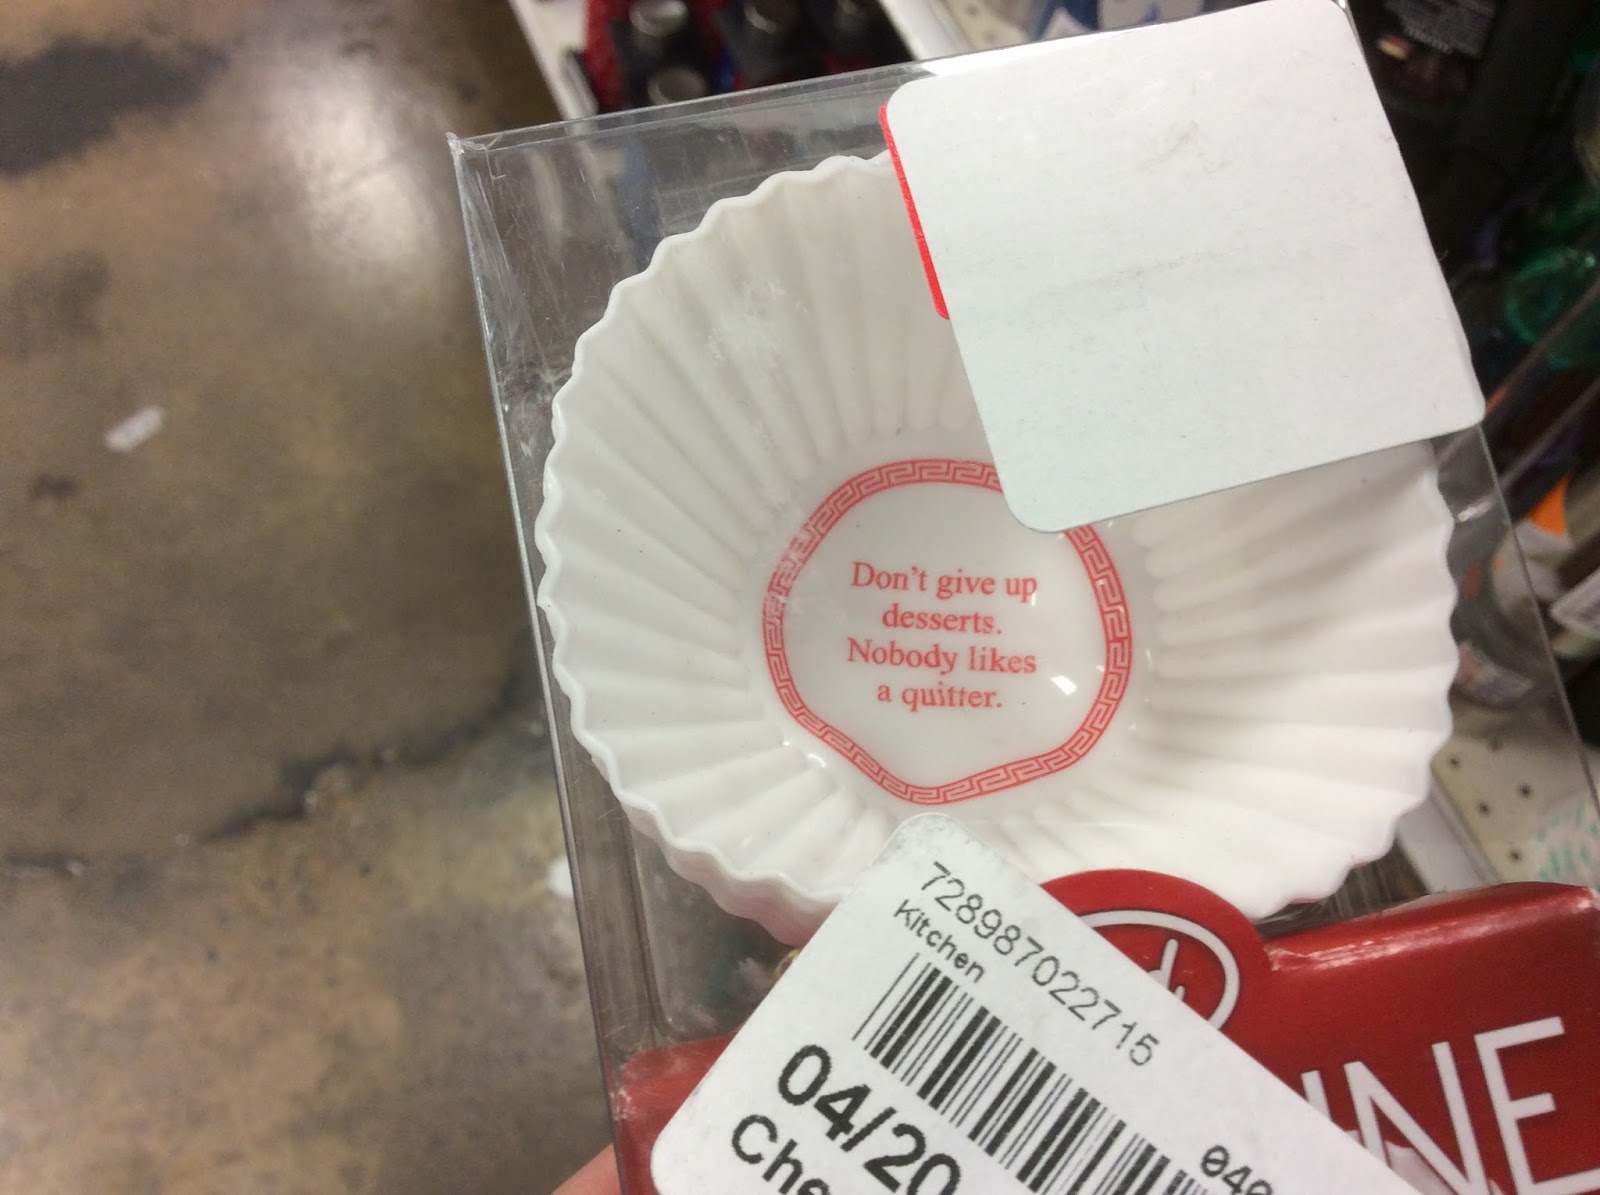 Don't give up
desserts.
Nobody likes
a quitter.
728987022715
Kitchen
04/20